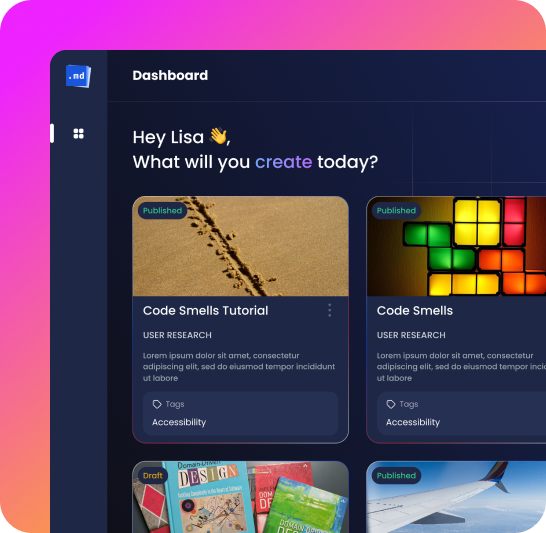 .md
Dashboard
Hey Lisa 👋,
What will you create today?
Published
Published
Code Smells Tutorial
Code Smells
USER RESEARCH
USER RESEARCH
Lorem ipsum dolor sit amet, consectetur
adipiscing elit, sed do eiusmod tempor incididunt
ut labore
Lorem ipsum dolor sit amet, consectetur
adipiscing elit, sed do eiusmod tempor
ut labore
Tags
Accessibility
Tags
Accessibility
Draft
Published
Domain-Driven
DESIGN